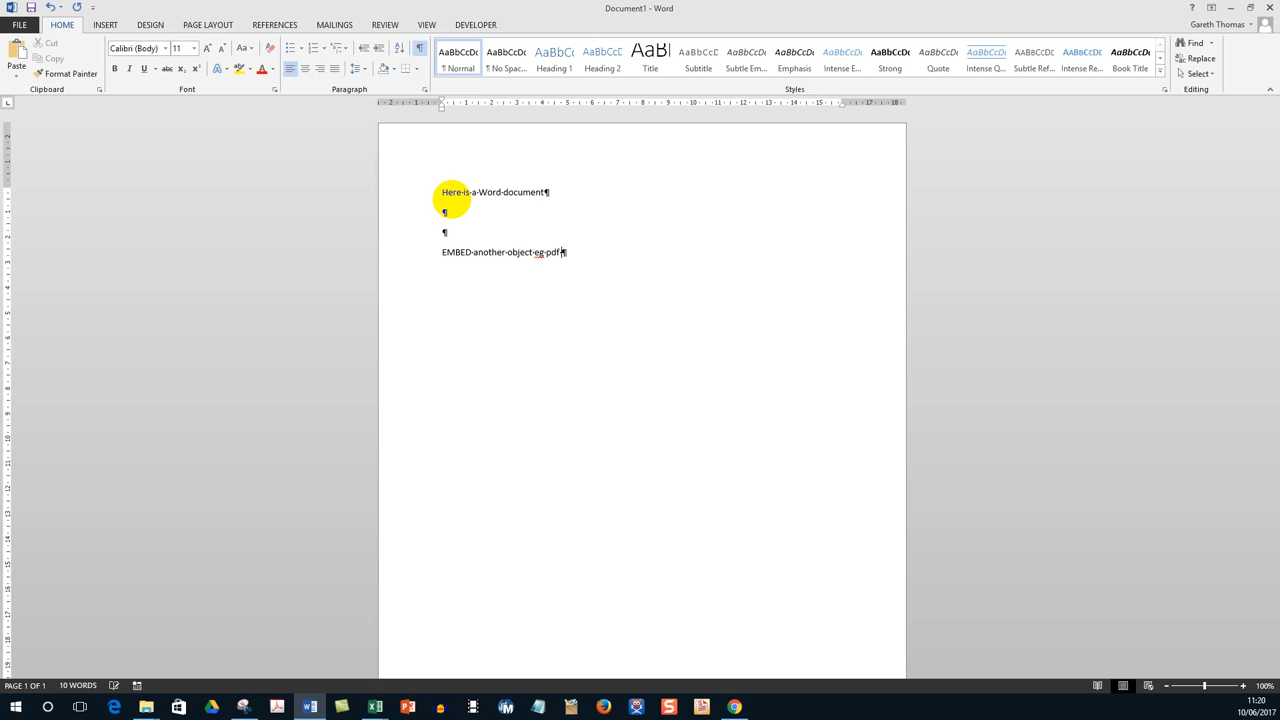 Document1 - Word
FILE HOME INSERT DESIGN PAGE LAYOUT REFERENCES MAILINGS REVIEW VIEW DEVELOPER
Gareth Thomas
Paste
Cut
Copy
Format Painter
Clipboard
Calibri (Body) 11
Font
Paragraph
AaBbCcDc AaBbCcDc AaBbC AaBbCcC AaBI AaBbCcD AaBbCcDc AaBbCcDc AaBbCcDc AaBbCcDc AaBbCcDc AaBbCcDc AABBCCDC AABBCCDC AaBbCcDc
¶ Normal ¶ No Spac... Heading 1 Heading 2 Title Subtitle Subtle Em... Emphasis Intense E... Strong Quote Intense Q... Subtle Ref... Intense Re... Book Title
Styles
Find
Replace
Select
Editing
Here·is·a·Word·document¶
¶
¶
EMBED·another·object·eg·pdf·¶
PAGE 1 OF 1 10 WORDS
100%
11:20
10/06/2017